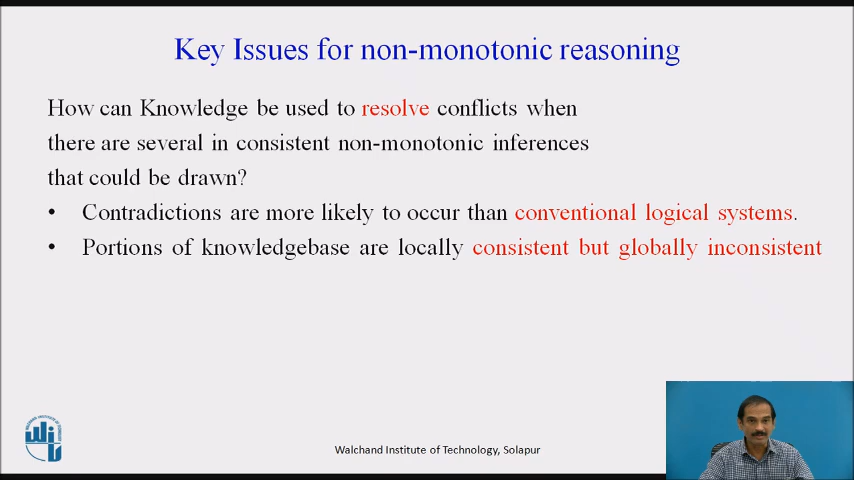 Key Issues for non-monotonic reasoning
How can Knowledge be used to resolve conflicts when
there are several in consistent non-monotonic inferences
that could be drawn?
• Contradictions are more likely to occur than conventional logical systems.
• Portions of knowledgebase are locally consistent but globally inconsistent
Walchand Institute of Technology, Solapur